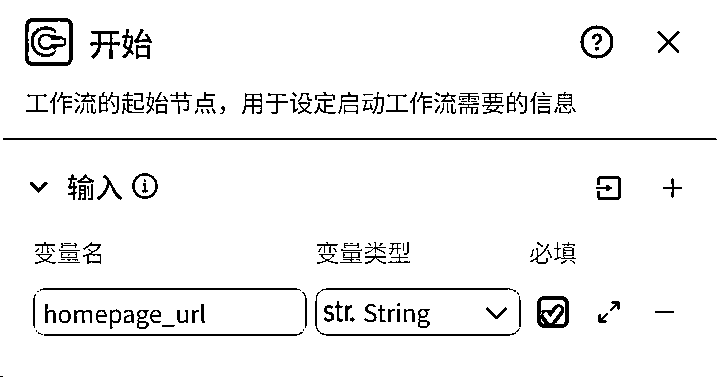 开始
工作流的起始节点，用于设定启动工作流需要的信息
输入
变量名 变量类型 必填
homepage_url str. String